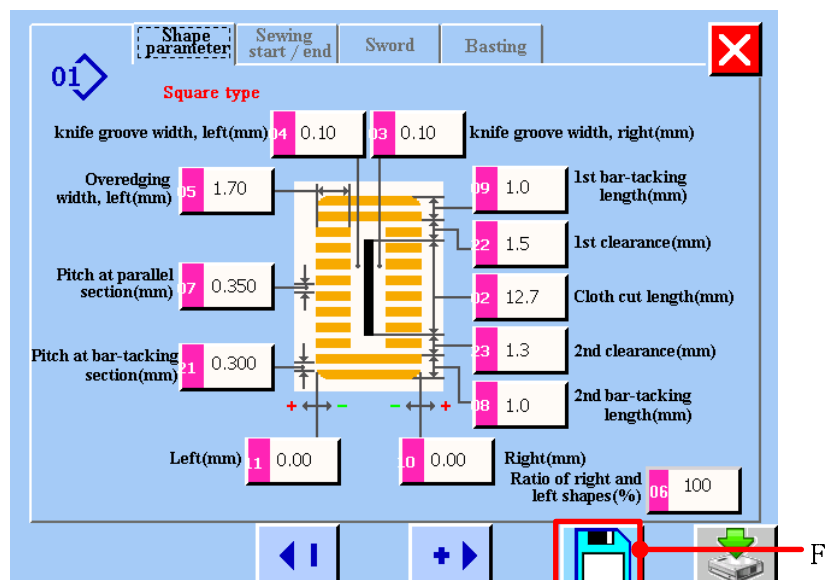 Shape
parameter
Sewing
start / end
Sword
Basting
01
Square type
knife groove width, left(mm)
04
0.10
03
0.10
knife groove width, right(mm)
Overedging
width, left(mm)
05
1.70
09
1.0
1st bar-tacking
length(mm)
22
1.5
1st clearance(mm)
Pitch at parallel
section(mm)
07
0.350
02
12.7
Cloth cut length(mm)
Pitch at bar-tacking
section(mm)
21
0.300
23
1.3
2nd clearance(mm)
08
1.0
2nd bar-tacking
length(mm)
+ -
- +
Left(mm)
11
0.00
10
0.00
Right(mm)
Ratio of right and
left shapes(%)
06
100
F